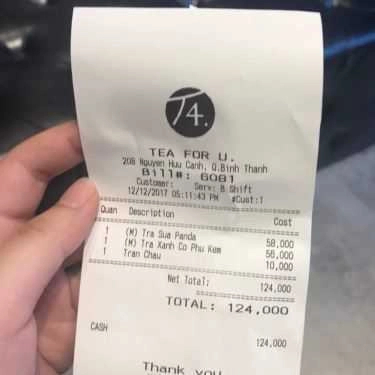 T4.
TEA FOR U.
208 Nguyen Huu Canh, Q.Binh Thanh
Bill#: 6081
Customer: Serv: B Shift
12/12/2017 05:11:43 PM #Cust:1
Quan Description Cost
1 (M) Tra Sua Panda 58,000
1 (M) Tra Xanh Co Phu Kem 56,000
1 Tran Chau 10,000
Net Total: 124,000
TOTAL: 124,000
CASH 124,000
Thank you